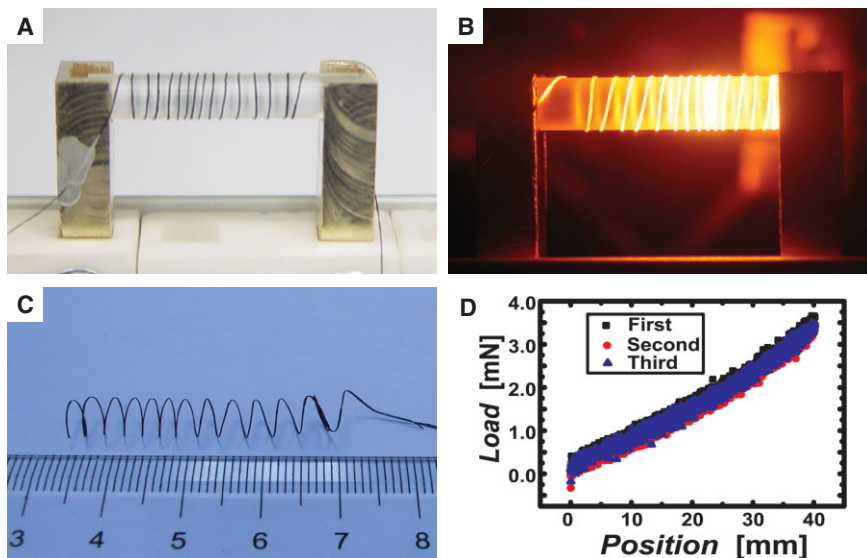 A
B
C
3 4 5 6 7 8
D
Load [mN]
4.0
3.0
2.0
1.0
0.0
First
Second
Third
0 10 20 30 40
Position [mm]